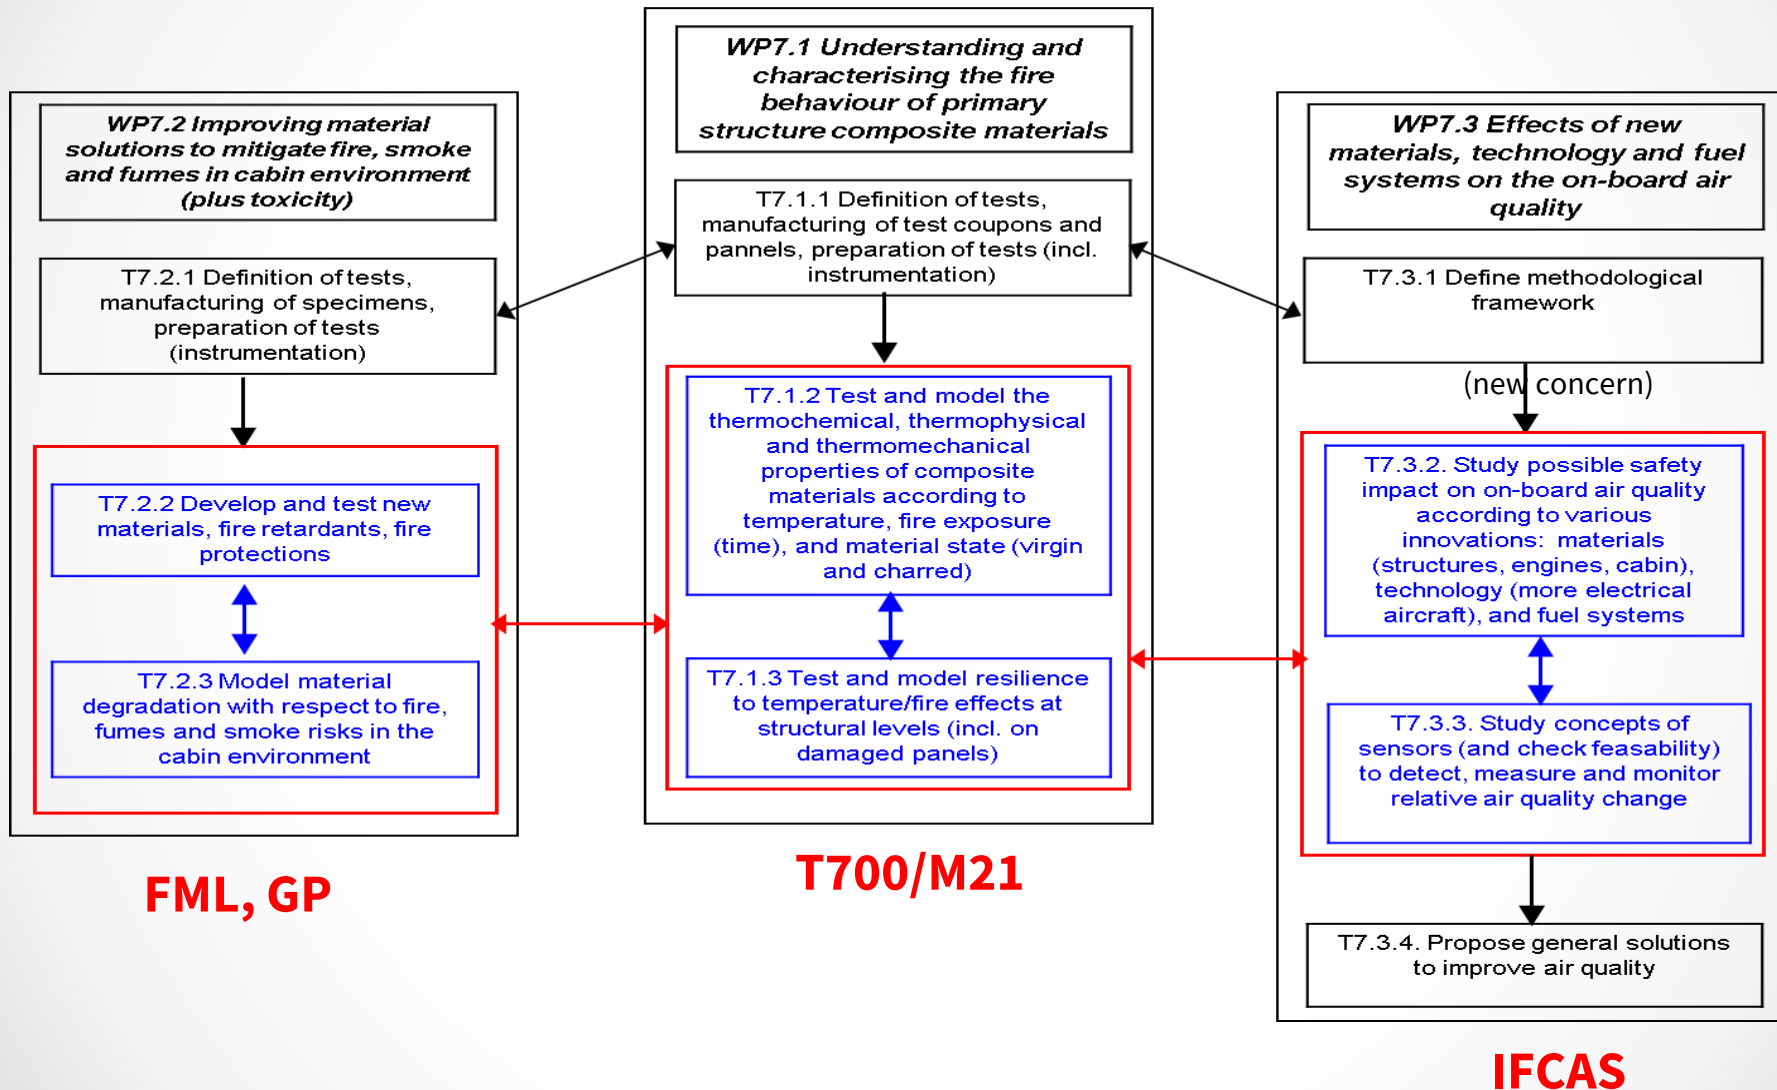 WP7.2 Improving material
solutions to mitigate fire, smoke
and fumes in cabin environment
(plus toxicity)
T7.2.1 Definition of tests,
manufacturing of specimens,
preparation of tests
(instrumentation)
T7.2.2 Develop and test new
materials, fire retardants, fire
protections
T7.2.3 Model material
degradation with respect to fire,
fumes and smoke risks in the
cabin environment
FML, GP
WP7.1 Understanding and
characterising the fire
behaviour of primary
structure composite materials
T7.1.1 Definition of tests,
manufacturing of test coupons and
pannels, preparation of tests (incl.
instrumentation)
T7.1.2 Test and model the
thermochemical, thermophysical
and thermomechanical
properties of composite
materials according to
temperature, fire exposure
(time), and material state (virgin
and charred)
T7.1.3 Test and model resilience
to temperature/fire effects at
structural levels (incl. on
damaged panels)
T700/M21
WP7.3 Effects of new
materials, technology and fuel
systems on the on-board air
quality
T7.3.1 Define methodological
framework
(new concern)
T7.3.2. Study possible safety
impact on on-board air quality
according to various
innovations: materials
(structures, engines, cabin),
technology (more electrical
aircraft), and fuel systems
T7.3.3. Study concepts of
sensors (and check feasability)
to detect, measure and monitor
relative air quality change
T7.3.4. Propose general solutions
to improve air quality
IFCAS